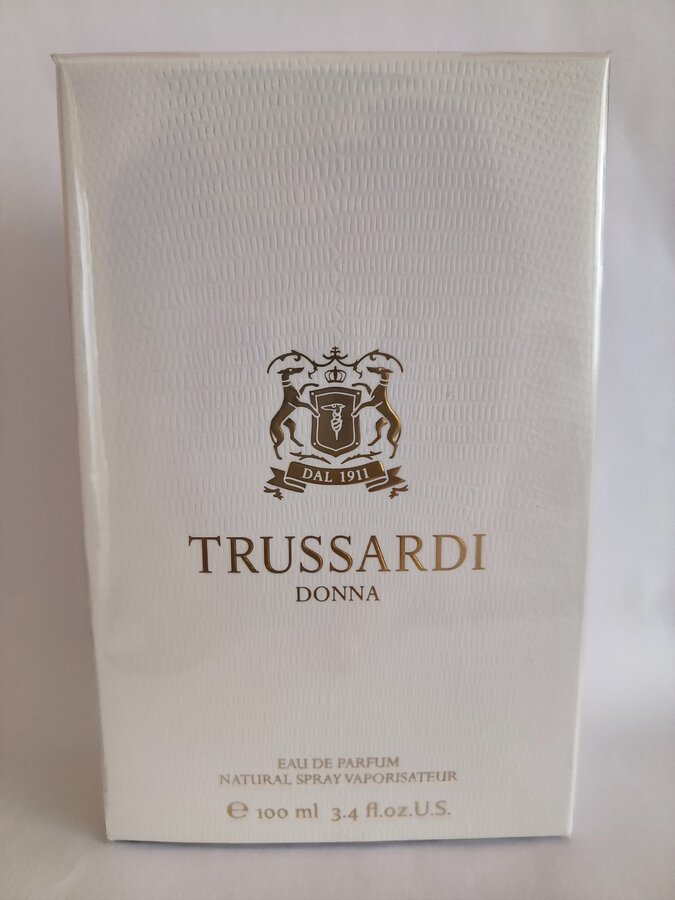 DAL 1911
TRUSSARDI
DONNA
EAU DE PARFUM
NATURAL SPRAY VAPORISATEUR
℮ 100 ml 3.4 fl.oz.U.S.